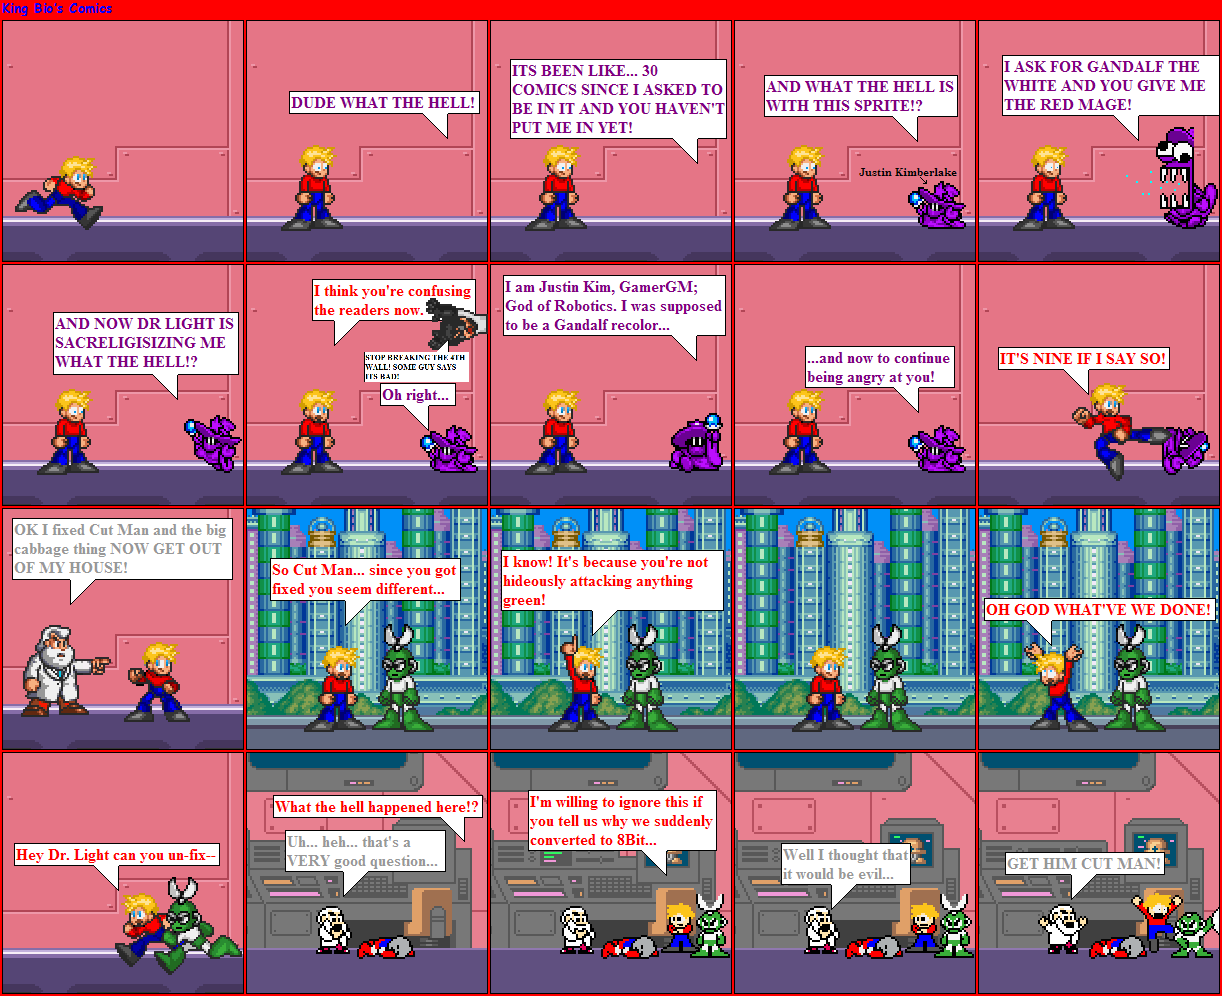 King Bio's Comics
DUDE WHAT THE HELL!
ITS BEEN LIKE... 30
COMICS SINCE I ASKED TO
BE IN IT AND YOU HAVEN'T
PUT ME IN YET!
AND WHAT THE HELL IS
WITH THIS SPRITE!?
Justin Kimberlake
I ASK FOR GANDALF THE
WHITE AND YOU GIVE ME
THE RED MAGE!
AND NOW DR LIGHT IS
SACRELIGISIZING ME
WHAT THE HELL!?
I think you're confusing
the readers now.
STOP BREAKING THE 4TH
WALL! SOME GUY SAYS
ITS BAD!
Oh right...
I am Justin Kim, GamerGM;
God of Robotics. I was supposed
to be a Gandalf recolor...
...and now to continue
being angry at you!
IT'S NINE IF I SAY SO!
OK I fixed Cut Man and the big
cabbage thing NOW GET OUT
OF MY HOUSE!
So Cut Man... since you got
fixed you seem different...
I know! It's because you're not
hideously attacking anything
green!
OH GOD WHAT'VE WE DONE!
Hey Dr. Light can you un-fix--
What the hell happened here!?
Uh... heh... that's a
VERY good question...
I'm willing to ignore this if
you tell us why we suddenly
converted to 8Bit...
Well I thought that
it would be evil...
GET HIM CUT MAN!